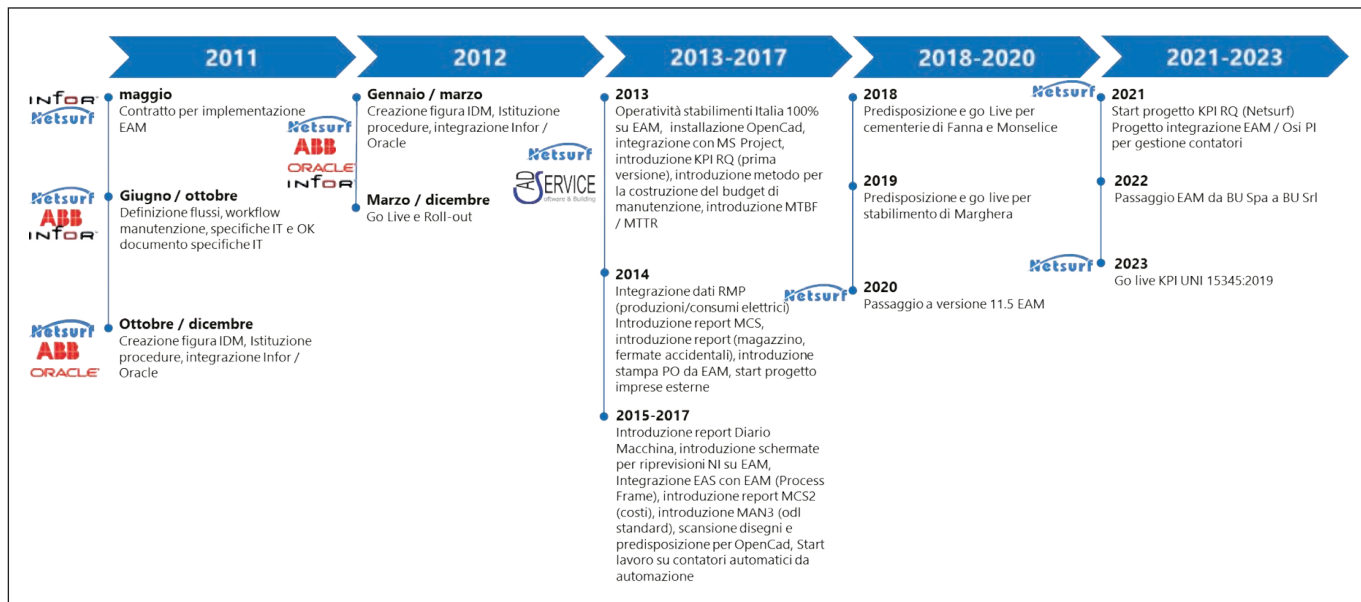 2011
2012
2013-2017
2018-2020
2021-2023
INFOR
Netsurf
maggio
Contratto per implementazione
EAM
Netsurf
ABB
INFOR
Giugno / ottobre
Definizione flussi, workflow
manutenzione, specifiche IT e OK
documento specifiche IT
Netsurf
ABB
ORACLE
Ottobre / dicembre
Creazione figura IDM, Istituzione
procedure, integrazione Infor /
Oracle
Netsurf
ABB
ORACLE
INFOR
Gennaio / marzo
Creazione figura IDM, Istituzione
procedure, integrazione Infor /
Oracle
Marzo / dicembre
Go Live e Roll-out
Netsurf
CAD SERVICE
Software & Building
2013
Operatività stabilimenti Italia 100%
su EAM, installazione OpenCad,
integrazione con MS Project,
introduzione KPI RQ (prima
versione), introduzione metodo per
la costruzione del budget di
manutenzione, introduzione MTBF
/ MTTR
2014
Integrazione dati RMP
(produzioni/consumi elettrici)
Introduzione report MCS,
introduzione report (magazzino,
fermate accidentali), introduzione
stampa PO da EAM, start progetto
imprese esterne
2015-2017
Introduzione report Diario
Macchina, introduzione schermate
per riprevisioni NI su EAM,
Integrazione EAS con EAM (Process
Frame), introduzione report MCS2
(costi), introduzione MAN3 (odl
standard), scansione disegni e
predisposizione per OpenCad, Start
lavoro su contatori automatici da
automazione
2018
Predisposizione e go Live per
cementerie di Fanna e Monselice
2019
Predisposizione e go live per
stabilimento di Marghera
Netsurf
2020
Passaggio a versione 11.5 EAM
Netsurf
2021
Start progetto KPI RQ (Netsurf)
Progetto integrazione EAM / Osi PI
per gestione contatori
2022
Passaggio EAM da BU Spa a BU Srl
Netsurf
2023
Go live KPI UNI 15345:2019